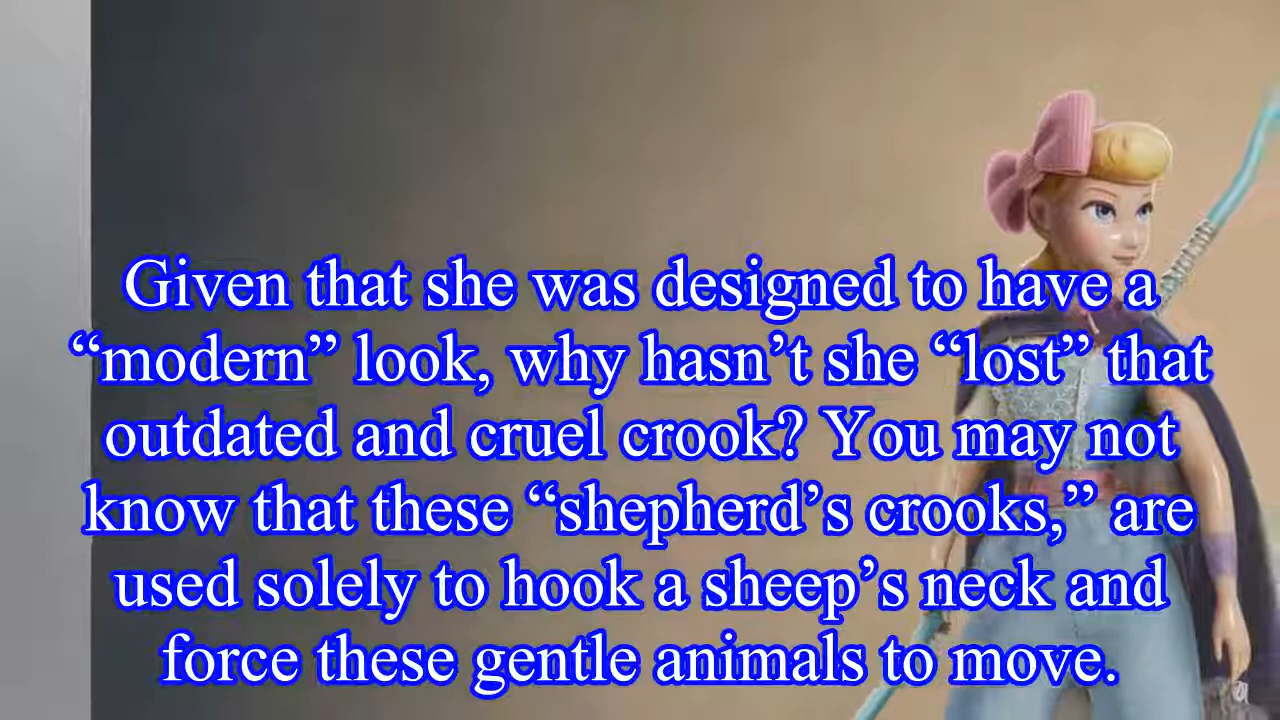 Given that she was designed to have a
“modern” look, why hasn’t she “lost” that
outdated and cruel crook? You may not
know that these “shepherd’s crooks,” are
used solely to hook a sheep’s neck and
force these gentle animals to move.